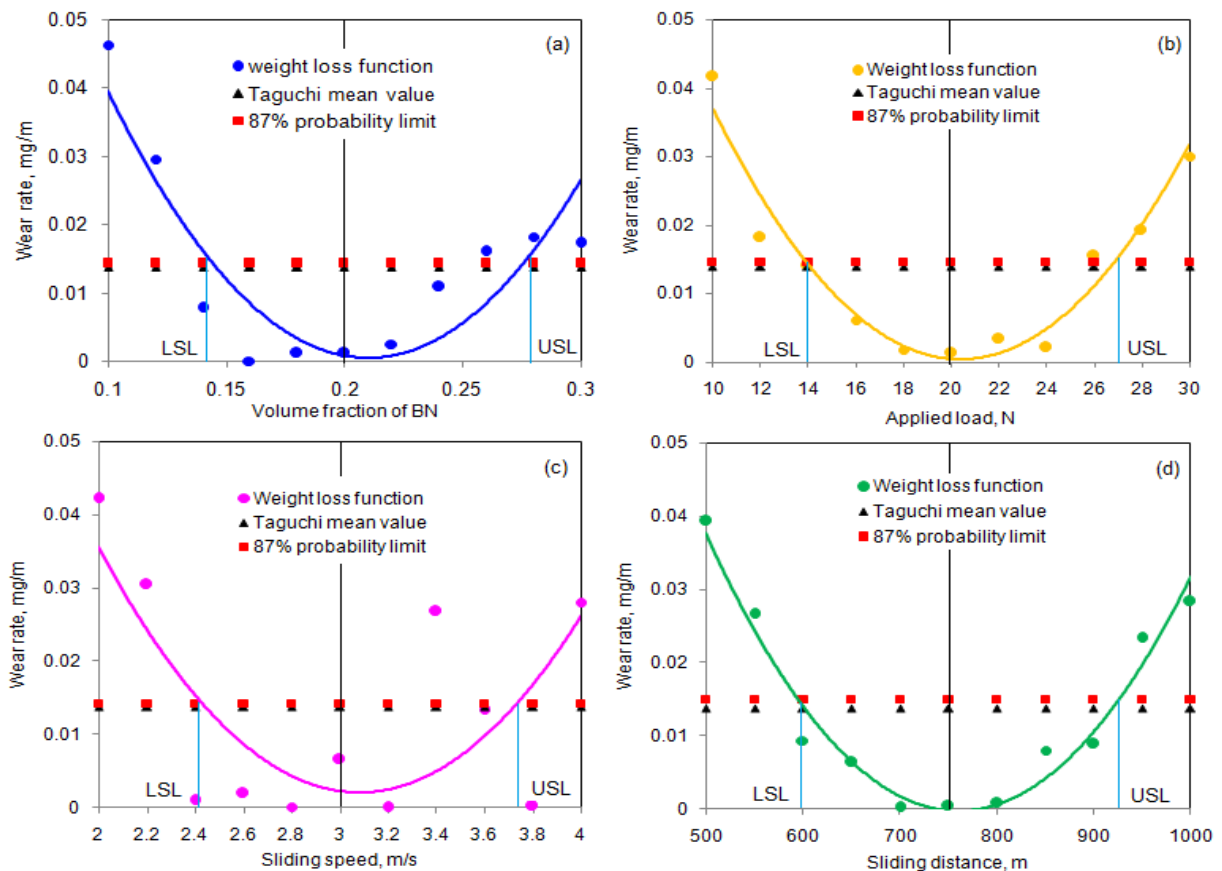 0.05
0.04
0.03
0.02
0.01
0
Wear rate, mg/m
(a)
weight loss function
Taguchi mean value
87% probability limit
LSL
USL
0.1 0.15 0.2 0.25 0.3
Volume fraction of BN
0.05
0.04
0.03
0.02
0.01
0
Wear rate, mg/m
(b)
Weight loss function
Taguchi mean value
87% probability limit
LSL
USL
10 12 14 16 18 20 22 24 26 28 30
Applied load, N
0.05
0.04
0.03
0.02
0.01
0
Wear rate, mg/m
(c)
Weight loss function
Taguchi mean value
87% probability limit
LSL
USL
2 2.2 2.4 2.6 2.8 3 3.2 3.4 3.6 3.8 4
Sliding speed, m/s
0.05
0.04
0.03
0.02
0.01
0
Wear rate, mg/m
(d)
Weight loss function
Taguchi mean value
87% probability limit
LSL
USL
500 600 700 800 900 1000
Sliding distance, m